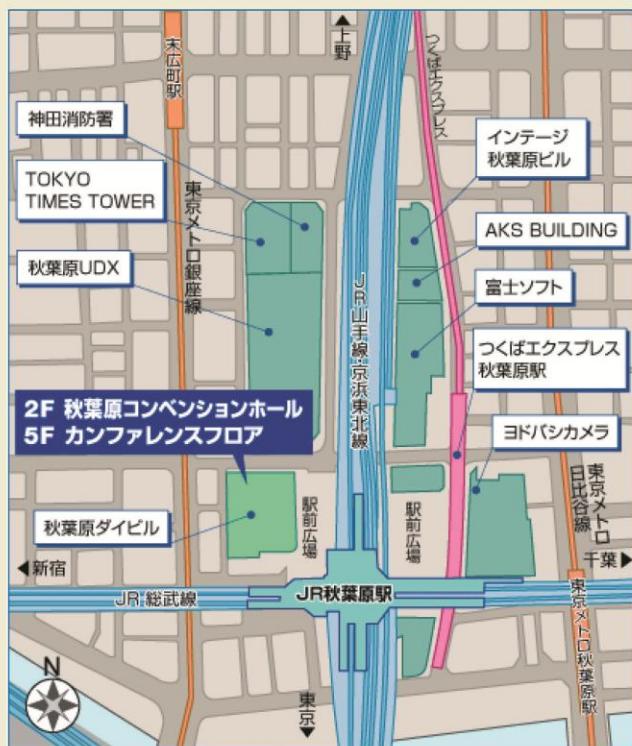 ▲上野
末広町駅
つくばエクスプレス
神田消防署
インテージ
秋葉原ビル
TOKYO
TIMES TOWER
東京メトロ銀座線
AKS BUILDING
秋葉原UDX
JR山手線・京浜東北線
富士ソフト
つくばエクスプレス
秋葉原駅
2F 秋葉原コンベンションホール
5F カンファレンスフロア
ヨドバシカメラ
秋葉原ダイビル
駅前広場
駅前広場
東京メトロ
日比谷線
◀新宿
千葉▶
JR 総武線
JR秋葉原駅
東京メトロ秋葉原駅
N
東京▼